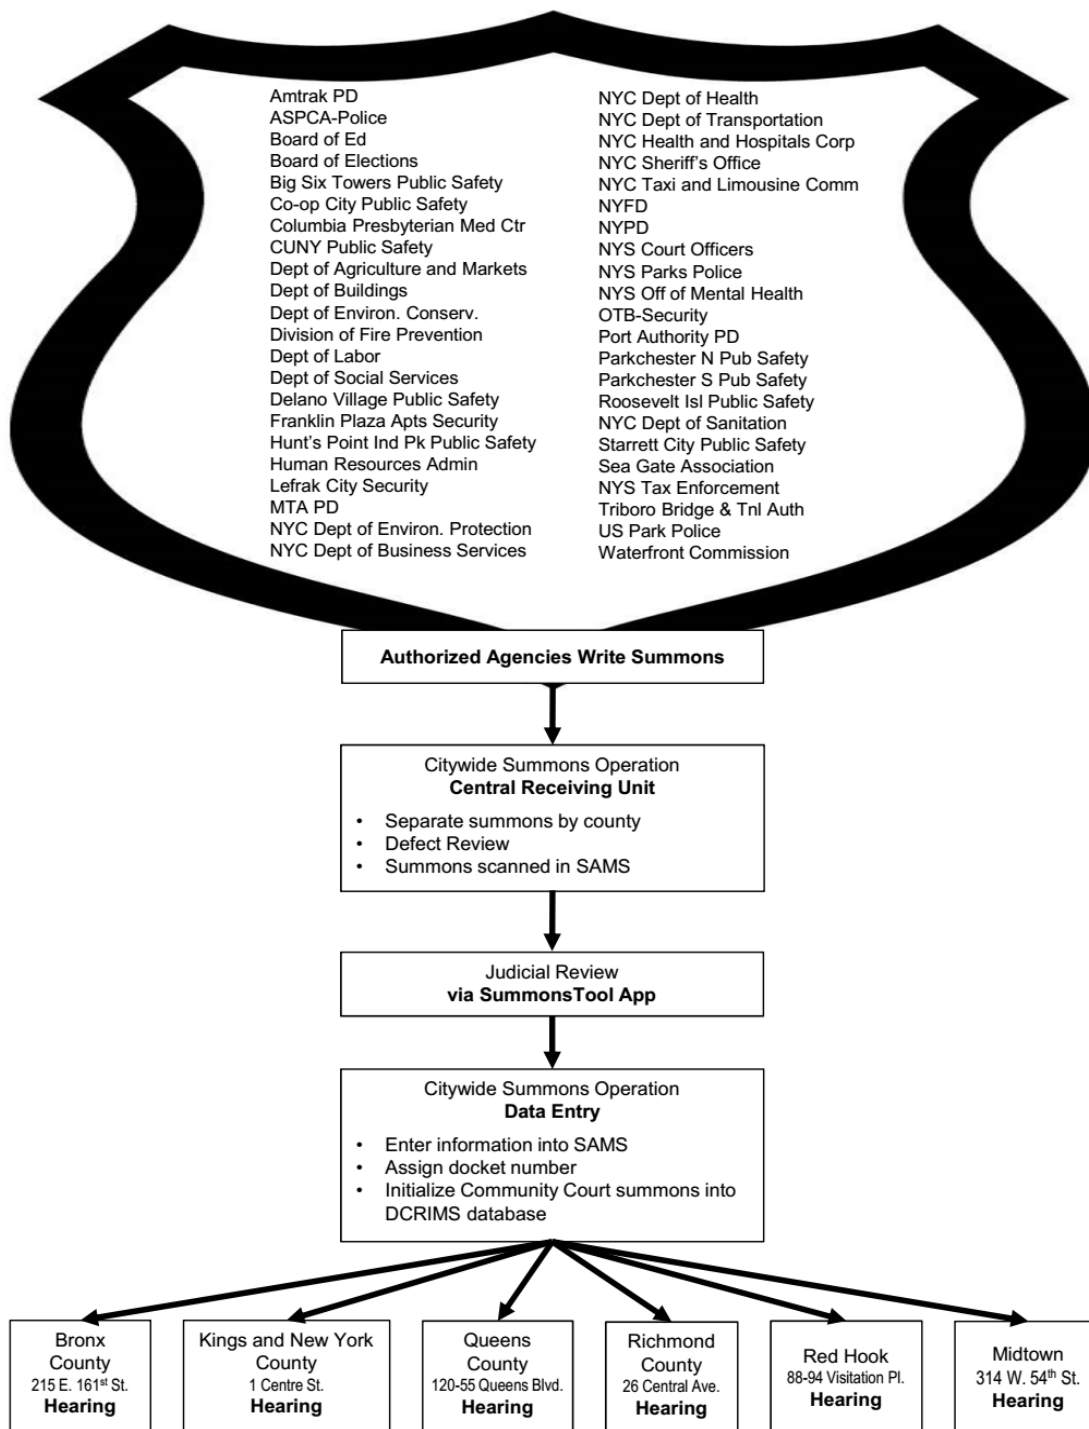 Amtrak PD
ASPCA-Police
Board of Ed
Board of Elections
Big Six Towers Public Safety
Co-op City Public Safety
Columbia Presbyterian Med Ctr
CUNY Public Safety
Dept of Agriculture and Markets
Dept of Buildings
Dept of Environ. Conserv.
Division of Fire Prevention
Dept of Labor
Dept of Social Services
Delano Village Public Safety
Franklin Plaza Apts Security
Hunt’s Point Ind Pk Public Safety
Human Resources Admin
Lefrak City Security
MTA PD
NYC Dept of Environ. Protection
NYC Dept of Business Services
NYC Dept of Health
NYC Dept of Transportation
NYC Health and Hospitals Corp
NYC Sheriff’s Office
NYC Taxi and Limousine Comm
NYFD
NYPD
NYS Court Officers
NYS Parks Police
NYS Off of Mental Health
OTB-Security
Port Authority PD
Parkchester N Pub Safety
Parkchester S Pub Safety
Roosevelt Isl Public Safety
NYC Dept of Sanitation
Starrett City Public Safety
Sea Gate Association
NYS Tax Enforcement
Triboro Bridge & Tnl Auth
US Park Police
Waterfront Commission
Authorized Agencies Write Summons
Citywide Summons Operation
Central Receiving Unit
• Separate summons by county
• Defect Review
• Summons scanned in SAMS
Judicial Review
via SummonsTool App
Citywide Summons Operation
Data Entry
• Enter information into SAMS
• Assign docket number
• Initialize Community Court summons into
DCRIMS database
Bronx
County
215 E. 161st St.
Hearing
Kings and New York
County
1 Centre St.
Hearing
Queens
County
120-55 Queens Blvd.
Hearing
Richmond
County
26 Central Ave.
Hearing
Red Hook
88-94 Visitation Pl.
Hearing
Midtown
314 W. 54th St.
Hearing